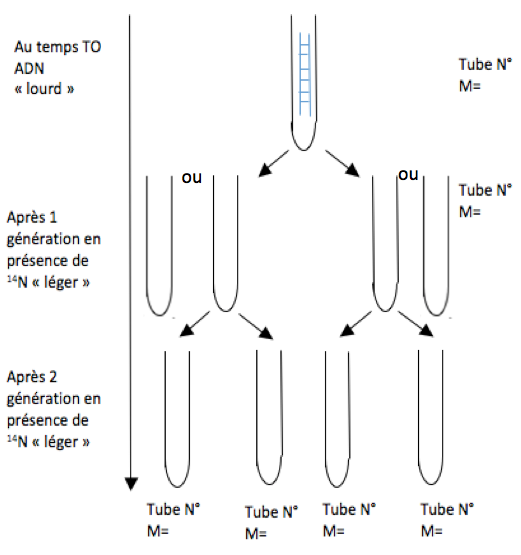 Au temps TO
ADN
« lourd »
Tube N°
M=
ou
ou
Tube N°
M=
Après 1
génération en
présence de
¹⁴N « léger »
Après 2
génération en
présence de
¹⁴N « léger »
Tube N°
M=
Tube N°
M=
Tube N°
M=
Tube N°
M=